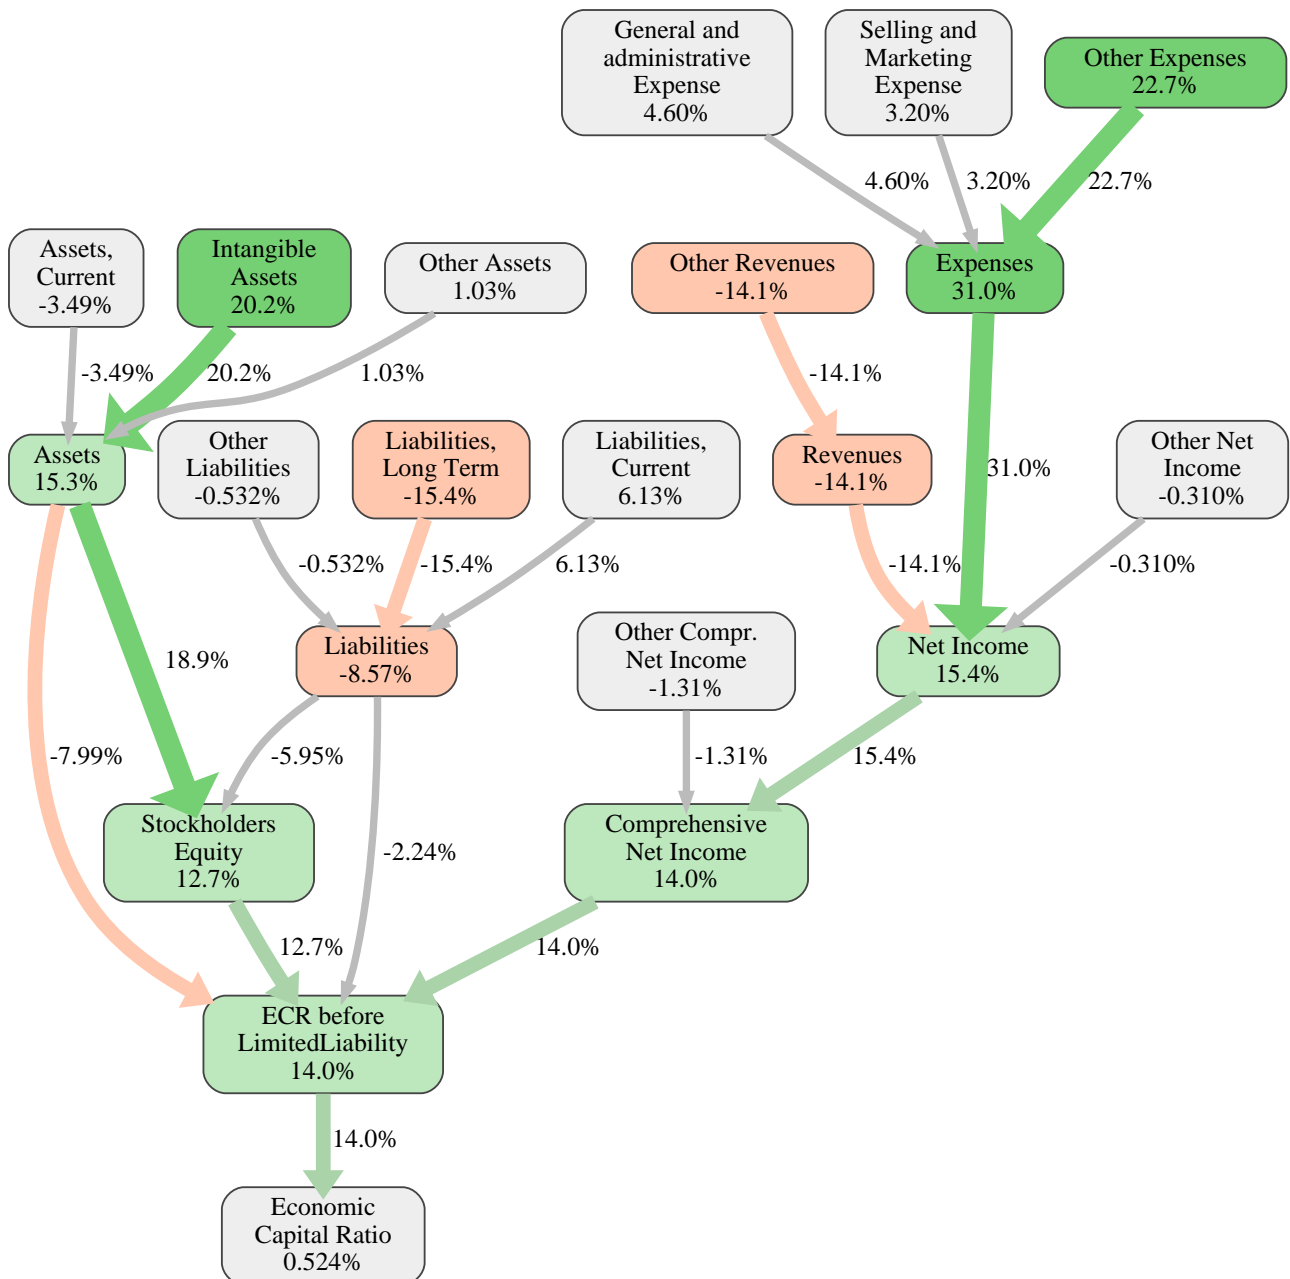 General and
administrative
Expense
4.60%
Selling and
Marketing
Expense
3.20%
Other Expenses
22.7%
4.60%
3.20%
22.7%
Assets,
Current
-3.49%
Intangible
Assets
20.2%
Other Assets
1.03%
Other Revenues
-14.1%
Expenses
31.0%
-3.49%
20.2%
1.03%
-14.1%
Assets
15.3%
Other
Liabilities
-0.532%
Liabilities,
Long Term
-15.4%
Liabilities,
Current
6.13%
Revenues
-14.1%
31.0%
Other Net
Income
-0.310%
-0.532%
-15.4%
6.13%
-14.1%
-0.310%
18.9%
Liabilities
-8.57%
Other Compr.
Net Income
-1.31%
Net Income
15.4%
-7.99%
-5.95%
-1.31%
15.4%
Stockholders
Equity
12.7%
-2.24%
Comprehensive
Net Income
14.0%
12.7%
14.0%
ECR before
LimitedLiability
14.0%
14.0%
Economic
Capital Ratio
0.524%